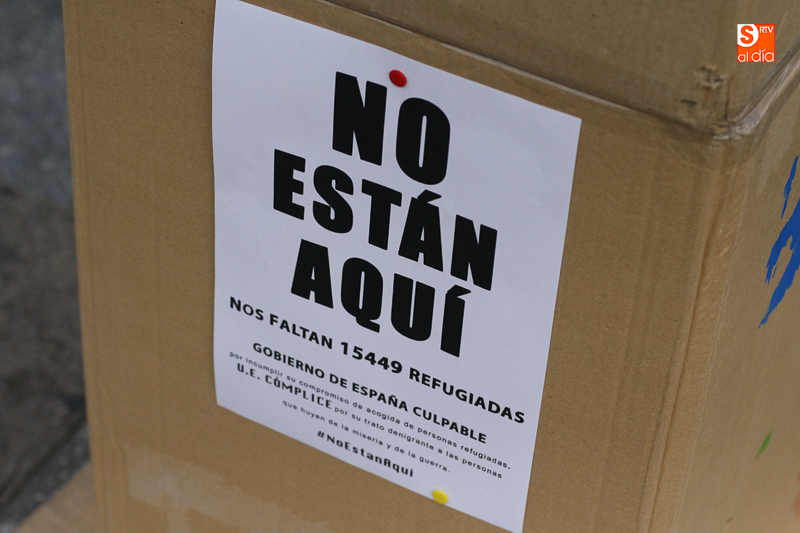 NO
ESTÁN
AQUÍ
NOS FALTAN 15449 REFUGIADAS
GOBIERNO DE ESPAÑA CULPABLE
por incumplir su compromiso de acogida de personas refugiadas.
U.E. CÓMPLICE por su trato denigrante a las personas
que huyen de la miseria y de la guerra.
#NoEstanAquí
S RTV
al día